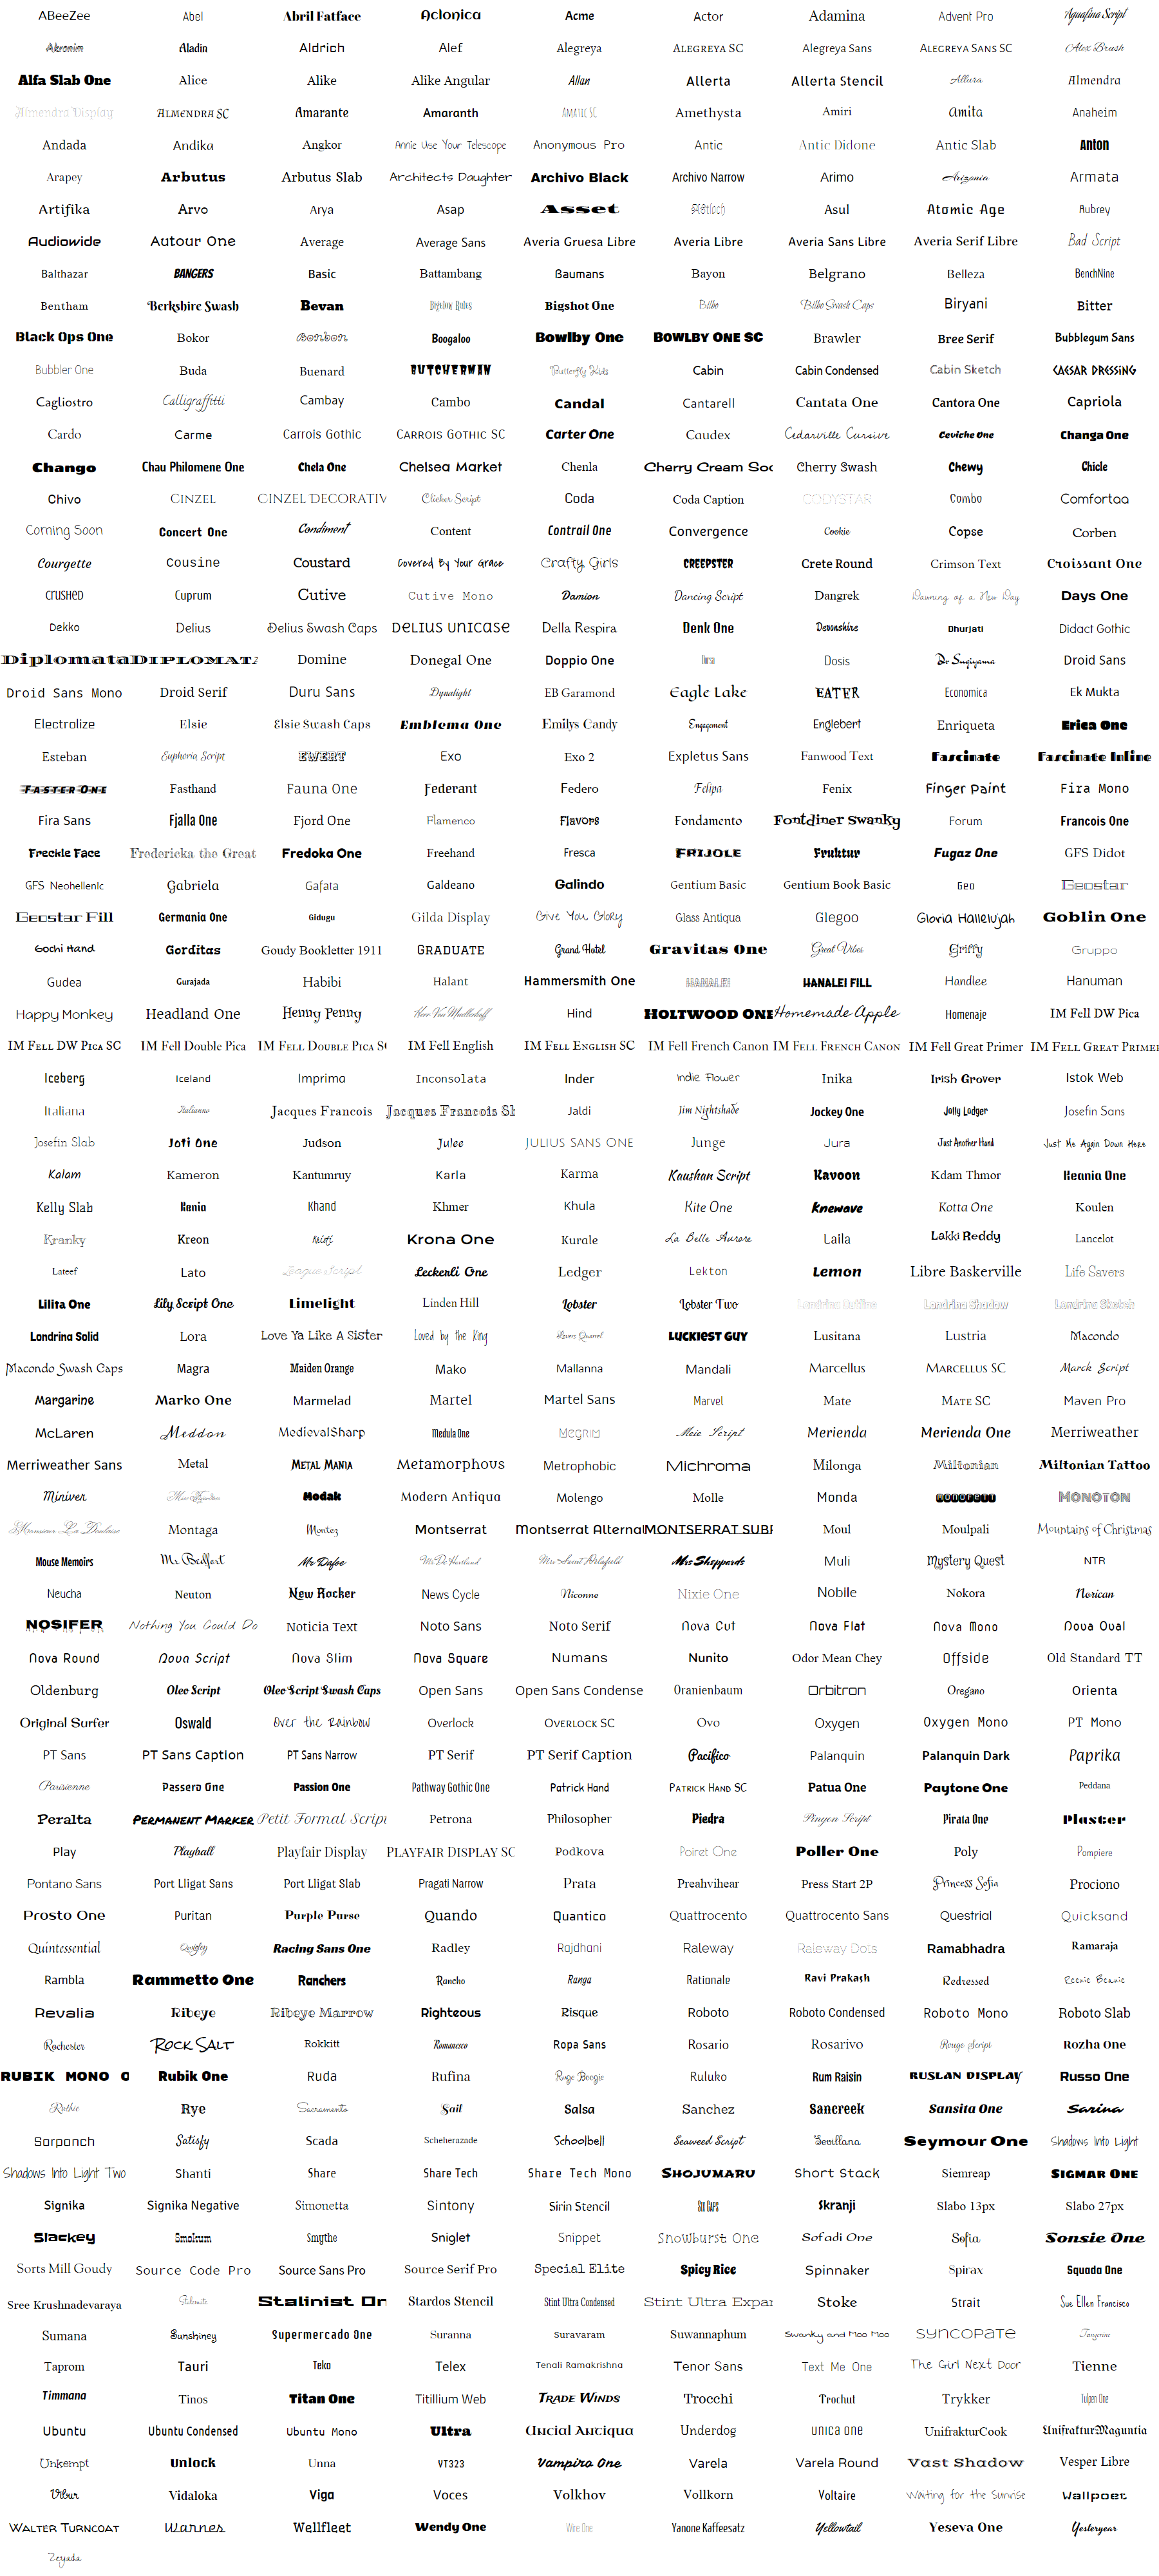 ABeeZee Abel Abril Fatface Aclonica Acme Actor Adamina Advent Pro Aguafina Script
Akronim Aladin Aldrich Alef Alegreya ALEGREYA SC Alegreya Sans ALEGREYA SANS SC Alex Brush
Alfa Slab One Alice Alike Alike Angular Allan Allerta Allerta Stencil Allura Almendra
Almendra Display ALMENDRA SC Amarante Amaranth AMATIC SC Amethysta Amiri Amita Anaheim
Andada Andika Angkor Annie Use Your Telescope Anonymous Pro Antic Antic Didone Antic Slab Anton
Arapey Arbutus Arbutus Slab Architects Daughter Archivo Black Archivo Narrow Arimo Arizonia Armata
Artifika Arvo Arya Asap Asset Astloch Asul Atomic Age Aubrey
Audiowide Autour One Average Average Sans Averia Gruesa Libre Averia Libre Averia Sans Libre Averia Serif Libre Bad Script
Balthazar BANGERS Basic Battambang Baumans Bayon Belgrano Belleza BenchNine
Bentham Berkshire Swash Bevan Bigelow Rules Bigshot One Bilbo Bilbo Swash Caps Biryani Bitter
Black Ops One Bokor Bonbon Boogaloo Bowlby One BOWLBY ONE SC Brawler Bree Serif Bubblegum Sans
Bubbler One Buda Buenard BUTCHERMAN Butterfly Kids Cabin Cabin Condensed Cabin Sketch CAESAR DRESSING
Cagliostro Calligraffitti Cambay Cambo Candal Cantarell Cantata One Cantora One Capriola
Cardo Carme Carrois Gothic CARROIS GOTHIC SC Carter One Caudex Cedarville Cursive Ceviche One Changa One
Chango Chau Philomene One Chela One Chelsea Market Chenla Cherry Cream Soc Cherry Swash Chewy Chicle
Chivo CINZEL CINZEL DECORATIV Clicker Script Coda Coda Caption CODYSTAR Combo Comfortaa
Coming Soon Concert One Condiment Content Contrail One Convergence Cookie Copse Corben
Courgette Cousine Coustard Covered By Your Grace Crafty Girls CREEPSTER Crete Round Crimson Text Croissant One
Crushed Cuprum Cutive Cutive Mono Damion Dancing Script Dangrek Dawning of a New Day Days One
Dekko Delius Delius Swash Caps Delius Unicase Della Respira Denk One Devonshire Dhurjati Didact Gothic
Diplomata DIPLOMATA Domine Donegal One Doppio One Dosis Dr Sugiyama Droid Sans
Droid Sans Mono Droid Serif Duru Sans Dynalight EB Garamond Eagle Lake EATER Economica Ek Mukta
Electrolize Elsie Elsie Swash Caps Emblema One Emilys Candy Engagement Englebert Enriqueta Erica One
Esteban Euphoria Script EWERT Exo Exo 2 Expletus Sans Fanwood Text Fascinate Fascinate Inline
FASTER ONE Fasthand Fauna One Federant Federo Felipa Fenix Finger Paint Fira Mono
Fira Sans Fjalla One Fjord One Flamenco Flavors Fondamento Fontdiner Swanky Forum Francois One
Freckle Face Fredericka the Great Fredoka One Freehand Fresca FRIJOLE Fruktur Fugaz One GFS Didot
GFS Neohellenic Gabriela Gafata Galdeano Galindo Gentium Basic Gentium Book Basic Geo Geostar
Geostar Fill Germania One Gidugu Gilda Display Give You Glory Glass Antiqua Glegoo Gloria Hallelujah Goblin One
Gochi Hand Gorditas Goudy Bookletter 1911 GRADUATE Grand Hotel Gravitas One Great Vibes Griffy Gruppo
Gudea Gurajada Habibi Halant Hammersmith One HANALEI HANALEI FILL Handlee Hanuman
Happy Monkey Headland One Henny Penny Herr Von Muellerhoff Hind HOLTWOOD ONE Homemade Apple Homenaje IM Fell DW Pica
IM FELL DW PICA SC IM Fell Double Pica IM FELL DOUBLE PICA S IM Fell English IM FELL ENGLISH SC IM Fell French Canon IM FELL FRENCH CANON IM Fell Great Primer IM FELL GREAT PRIMER
Iceberg Iceland Imprima Inconsolata Inder Indie Flower Inika Irish Grover Istok Web
Italiana Italianno Jacques Francois Jacques Francois Sh Jaldi Jim Nightshade Jockey One Jolly Lodger Josefin Sans
Josefin Slab Joti One Judson Julee JULIUS SANS ONE Junge Jura Just Another Hand Just Me Again Down Here
Kalam Kameron Kantumruy Karla Karma Kaushan Script Kavoon Kdam Thmor Keania One
Kelly Slab Kenia Khand Khmer Khula Kite One Knewave Kotta One Koulen
Kranky Kreon Kristi Krona One Kurale La Belle Aurore Laila Lakki Reddy Lancelot
Lateef Lato League Script Leckerli One Ledger Lekton Lemon Libre Baskerville Life Savers
Lilita One Lily Script One Limelight Linden Hill Lobster Lobster Two Londrina Outline Londrina Shadow Londrina Sketch
Londrina Solid Lora Love Ya Like A Sister Loved by the King Lovers Quarrel LUCKIEST GUY Lusitana Lustria Macondo
Macondo Swash Caps Magra Maiden Orange Mako Mallanna Mandali Marcellus MARCELLUS SC Marck Script
Margarine Marko One Marmelad Martel Martel Sans Marvel Mate MATE SC Maven Pro
McLaren Meddon MedievalSharp Medula One Megrim Meie Script Merienda Merienda One Merriweather
Merriweather Sans Metal METAL MANIA Metamorphous Metrophobic Michroma Milonga Miltonian Miltonian Tattoo
Miniver Miss Fajardose Modak Modern Antiqua Molengo Molle Monda MONOFETT MONOTON
Monsieur La Doulaise Montaga Montez Montserrat Montserrat Alterna MONTSERRAT SUBR Moul Moulpali Mountains of Christmas
Mouse Memoirs Mr Bedfort Mr Dafoe Mr De Haviland Mrs Saint Delafield Mrs Sheppards Muli Mystery Quest NTR
Neucha Neuton New Rocker News Cycle Niconne Nixie One Nobile Nokora Norican
NOSIFER Nothing You Could Do Noticia Text Noto Sans Noto Serif Nova Cut Nova Flat Nova Mono Nova Oval
Nova Round Nova Script Nova Slim Nova Square Numans Nunito Odor Mean Chey Offside Old Standard TT
Oldenburg Oleo Script Oleo Script Swash Caps Open Sans Open Sans Condense Oranienbaum Orbitron Oregano Orienta
Original Surfer Oswald Over the Rainbow Overlock OVERLOCK SC Ovo Oxygen Oxygen Mono PT Mono
PT Sans PT Sans Caption PT Sans Narrow PT Serif PT Serif Caption Pacifico Palanquin Palanquin Dark Paprika
Parisienne Passero One Passion One Pathway Gothic One Patrick Hand PATRICK HAND SC Patua One Paytone One Peddana
Peralta PERMANENT MARKER Petit Formal Script Petrona Philosopher Piedra Pinyon Script Pirata One Plaster
Play Playball Playfair Display PLAYFAIR DISPLAY SC Podkova Poiret One Poller One Poly Pompiere
Pontano Sans Port Lligat Sans Port Lligat Slab Pragati Narrow Prata Preahvihear Press Start 2P Princess Sofia Prociono
Prosto One Puritan Purple Purse Quando Quantico Quattrocento Quattrocento Sans Questrial Quicksand
Quintessential Qwigley Racing Sans One Radley Rajdhani Raleway Raleway Dots Ramabhadra Ramaraja
Rambla Rammetto One Ranchers Rancho Ranga Rationale Ravi Prakash Redressed Reenie Beanie
Revalia Ribeye Ribeye Marrow Righteous Risque Roboto Roboto Condensed Roboto Mono Roboto Slab
Rochester ROCK SALT Rokkitt Romanesco Ropa Sans Rosario Rosarivo Rouge Script Rozha One
RUBIK MONO O Rubik One Ruda Rufina Ruge Boogie Ruluko Rum Raisin RUSLAN DISPLAY Russo One
Ruthie Rye Sacramento Sail Salsa Sanchez Sancreek Sansita One Sarina
Sarpanch Satisfy Scada Scheherazade Schoolbell Seaweed Script Sevillana Seymour One Shadows Into Light
Shadows Into Light Two Shanti Share Share Tech Share Tech Mono SHOJUMARU Short Stack Siemreap SIGMAR ONE
Signika Signika Negative Simonetta Sintony Sirin Stencil SIX CAPS Skranji Slabo 13px Slabo 27px
Slackey Smokum Smythe Sniglet Snippet Snowburst One Sofadi One Sofia Sonsie One
Sorts Mill Goudy Source Code Pro Source Sans Pro Source Serif Pro Special Elite Spicy Rice Spinnaker Spirax Squada One
Sree Krushnadevaraya Stalemate Stalinist On Stardos Stencil Stint Ultra Condensed Stint Ultra Expan Stoke Strait Sue Ellen Francisco
Sumana Sunshiney Supermercado One Suranna Suravaram Suwannaphum Swanky and Moo Moo SYNCOPATE Tangerine
Taprom Tauri Teko Telex Tenali Ramakrishna Tenor Sans Text Me One The Girl Next Door Tienne
Timmana Tinos Titan One Titillium Web TRADE WINDS Trocchi Trochut Trykker Tulpen One
Ubuntu Ubuntu Condensed Ubuntu Mono Ultra Uncial Antiqua Underdog Unica One UnifrakturCook UnifrakturMaguntia
Unkempt Unlock Unna VT323 Vampiro One Varela Varela Round Vast Shadow Vesper Libre
Vibur Vidaloka Viga Voces Volkhov Vollkorn Voltaire Waiting for the Sunrise Wallpoet
WALTER TURNCOAT Warnes Wellfleet Wendy One Wire One Yanone Kaffeesatz Yellowtail Yeseva One Yesteryear
Zeyada